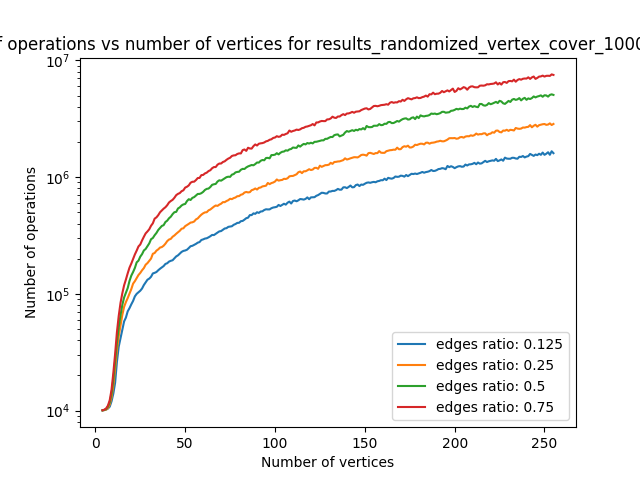 operations vs number of vertices for results_randomized_vertex_cover_1000
10⁷
10⁶
10⁵
10⁴
Number of operations
edges ratio: 0.125
edges ratio: 0.25
edges ratio: 0.5
edges ratio: 0.75
0 50 100 150 200 250
Number of vertices